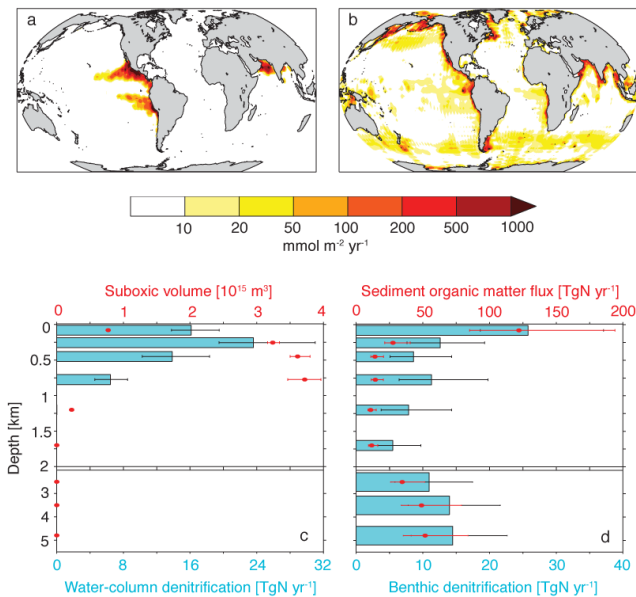 a
b
10 20 50 100 200 500 1000
mmol m⁻² yr⁻¹
Suboxic volume [10¹⁵ m³]
0 1 2 3 4
Sediment organic matter flux [TgN yr⁻¹]
0 50 100 150 200
Depth [km]
0
0.5
1
1.5
2
3
4
5
c
d
0 8 16 24 32
Water-column denitrification [TgN yr⁻¹]
0 10 20 30 40
Benthic denitrification [TgN yr⁻¹]